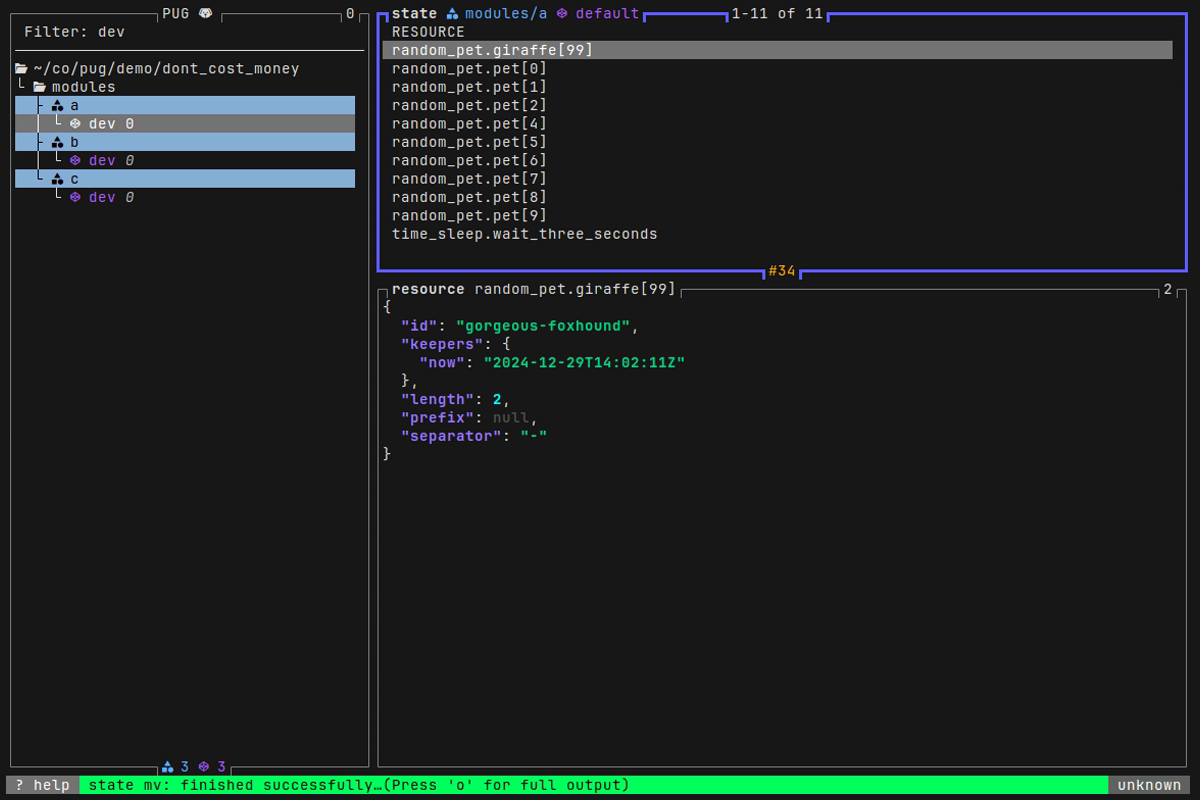 PUG 0
Filter: dev
~/co/pug/demo/dont_cost_money
modules
a
dev 0
b
dev 0
c
dev 0
3 3
state modules/a default 1-11 of 11
RESOURCE
random_pet.giraffe[99]
random_pet.pet[0]
random_pet.pet[1]
random_pet.pet[2]
random_pet.pet[4]
random_pet.pet[5]
random_pet.pet[6]
random_pet.pet[7]
random_pet.pet[8]
random_pet.pet[9]
time_sleep.wait_three_seconds
#34
resource random_pet.giraffe[99] 2
{
"id": "gorgeous-foxhound",
"keepers": {
"now": "2024-12-29T14:02:11Z"
},
"length": 2,
"prefix": null,
"separator": "-"
}
? help state mv: finished successfully…(Press 'o' for full output) unknown